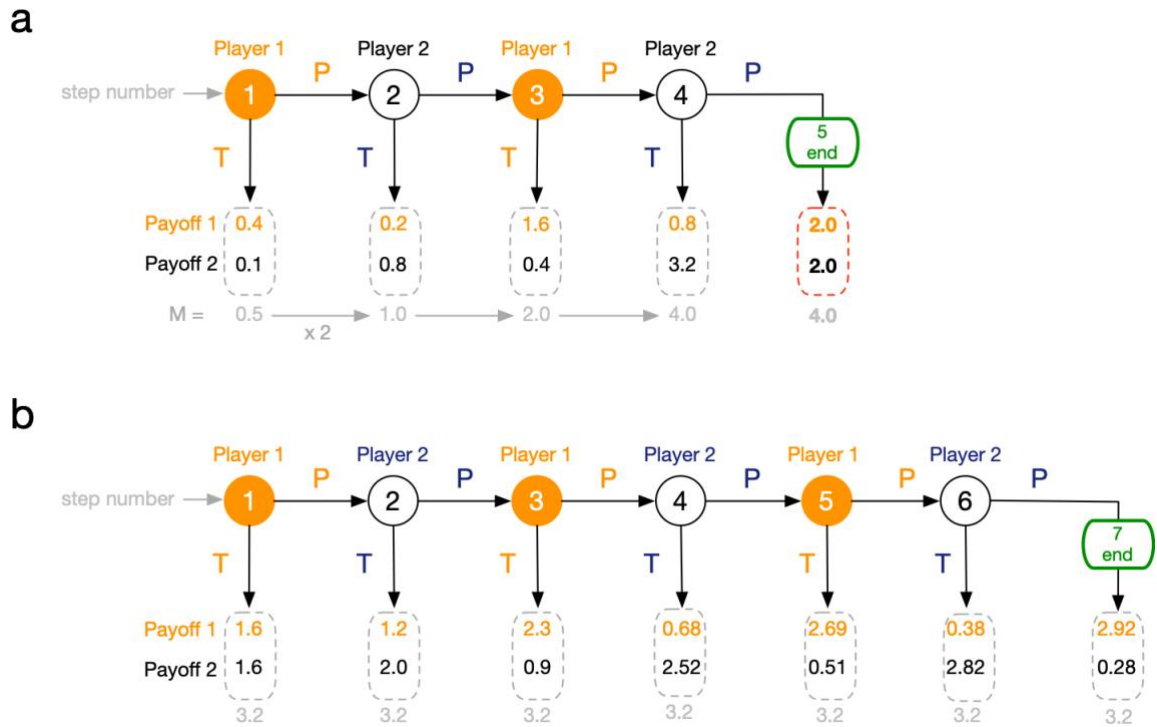 a
Player 1 Player 2 Player 1 Player 2
P P P P
step number 1 2 3 4
5
end
T T T T
Payoff 1 0.4 0.2 1.6 0.8 2.0
Payoff 2 0.1 0.8 0.4 3.2 2.0
M = 0.5 1.0 2.0 4.0 4.0
x 2
b
Player 1 Player 2 Player 1 Player 2 Player 1 Player 2
P P P P P P
step number 1 2 3 4 5 6
7
end
T T T T T T
Payoff 1 1.6 1.2 2.3 0.68 2.69 0.38 2.92
Payoff 2 1.6 2.0 0.9 2.52 0.51 2.82 0.28
3.2 3.2 3.2 3.2 3.2 3.2 3.2